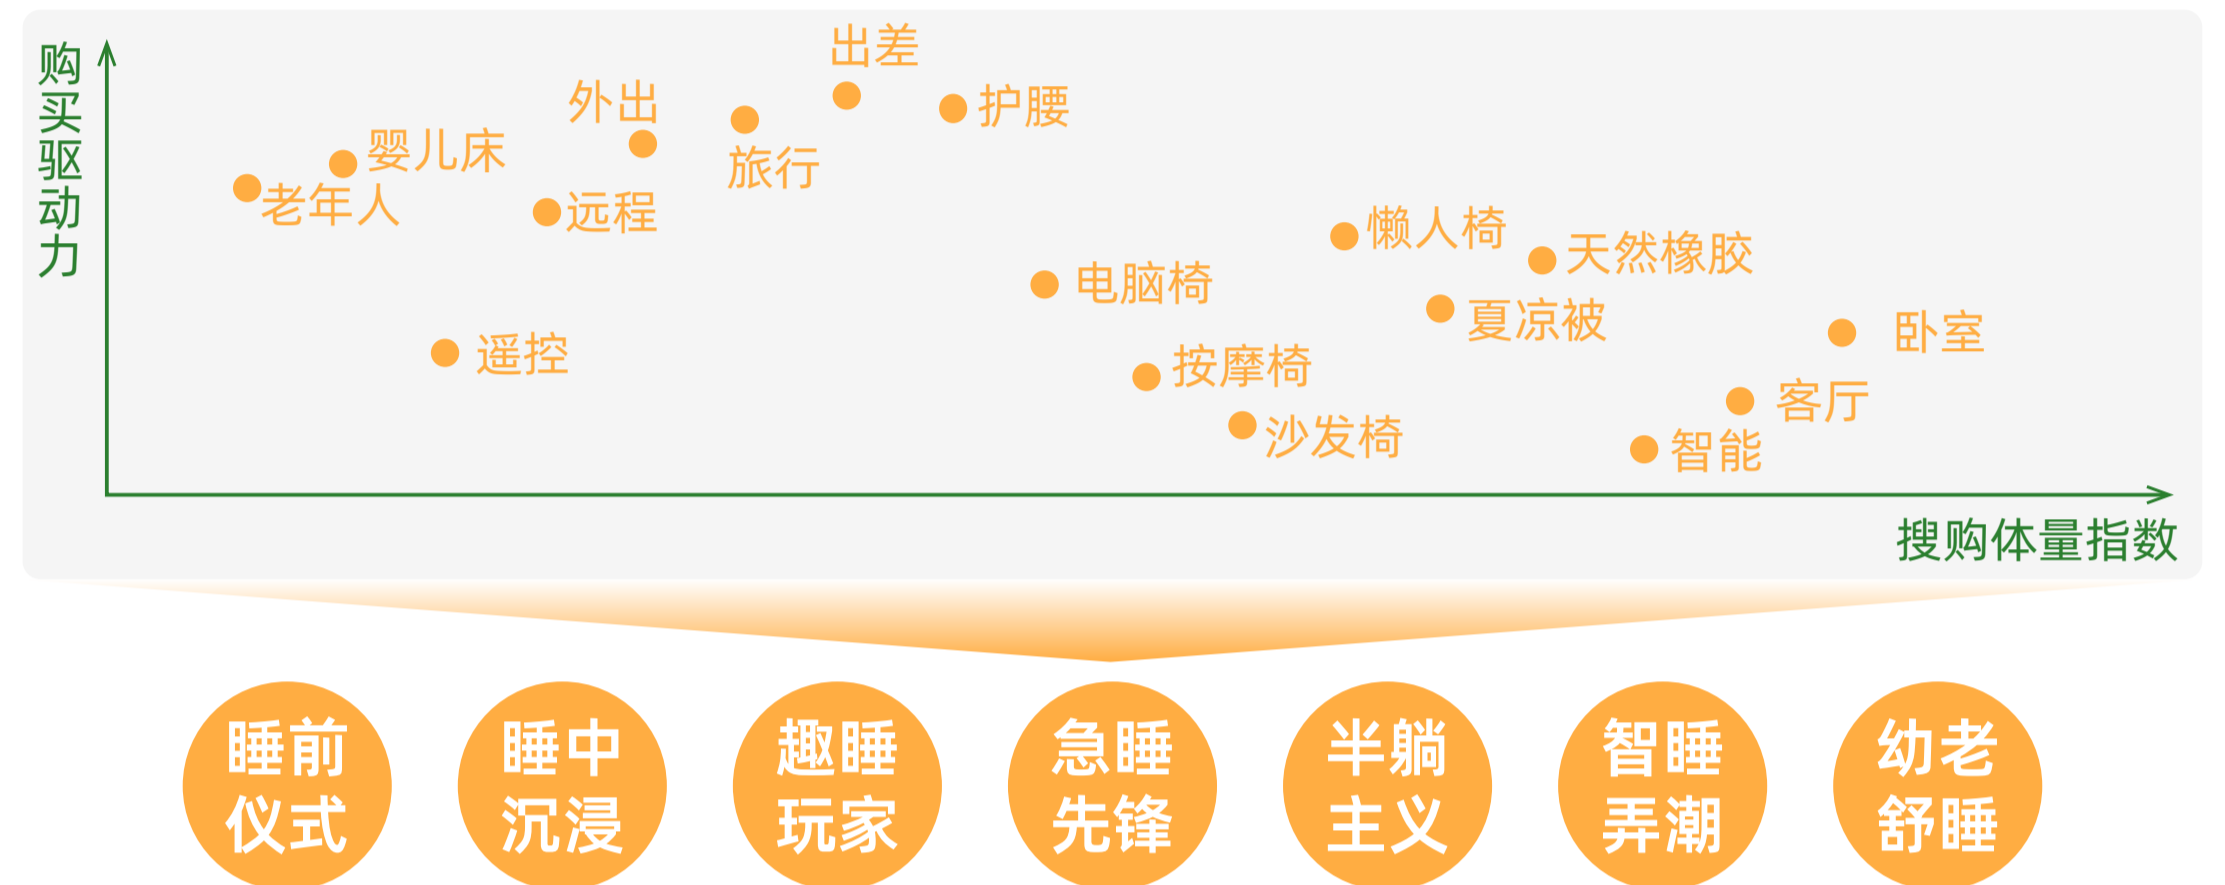 购买驱动力
出差
外出
护腰
婴儿床
旅行
老年人
远程
懒人椅
天然橡胶
电脑椅
夏凉被
卧室
遥控
按摩椅
客厅
沙发椅
智能
搜购体量指数
睡前
仪式
睡中
沉浸
趣睡
玩家
急睡
先锋
半躺
主义
智睡
弄潮
幼老
舒睡